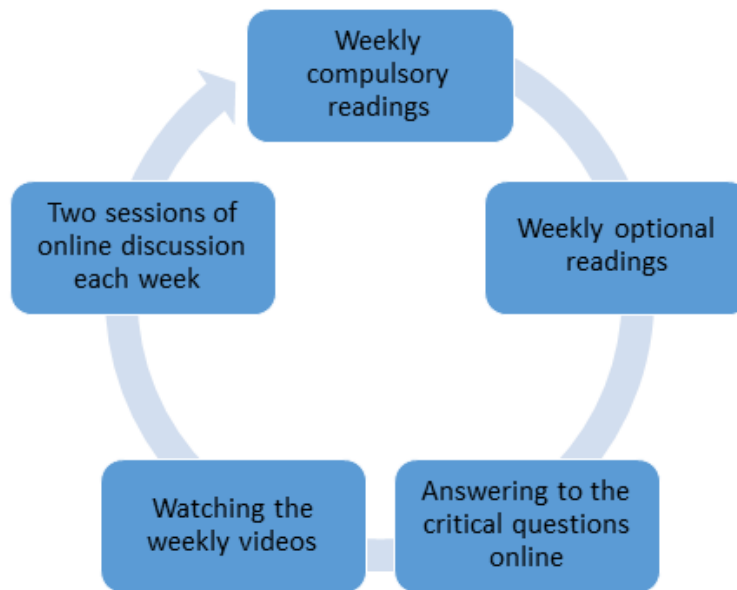 Weekly
compulsory
readings
Weekly optional
readings
Answering to the
critical questions
online
Watching the
weekly videos
Two sessions of
online discussion
each week